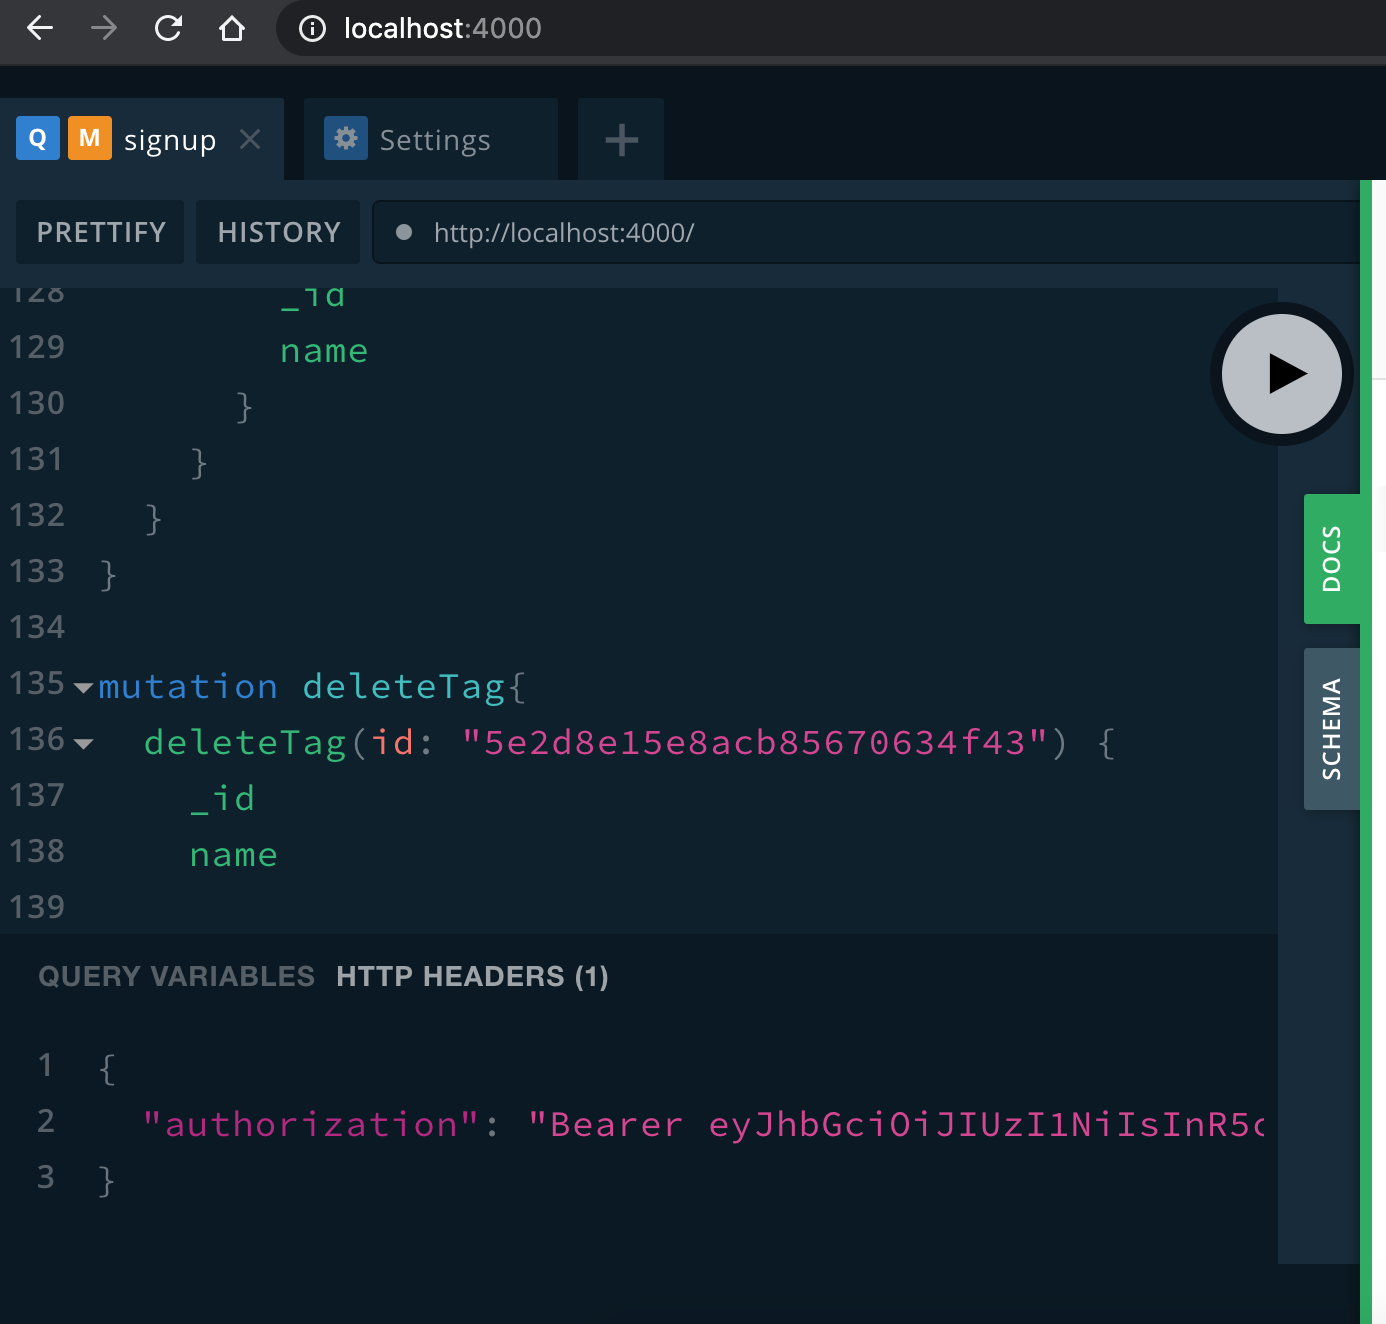 localhost:4000
Q M signup Settings
PRETTIFY HISTORY http://localhost:4000/
128 _id
129 name
130 }
131 }
132 }
133 }
134
135 mutation deleteTag{
136 deleteTag(id: "5e2d8e15e8acb85670634f43") {
137 _id
138 name
139
DOCS
SCHEMA
QUERY VARIABLES HTTP HEADERS (1)
1 {
2 "authorization": "Bearer eyJhbGciOiJIUzI1NiIsInR5c
3 }